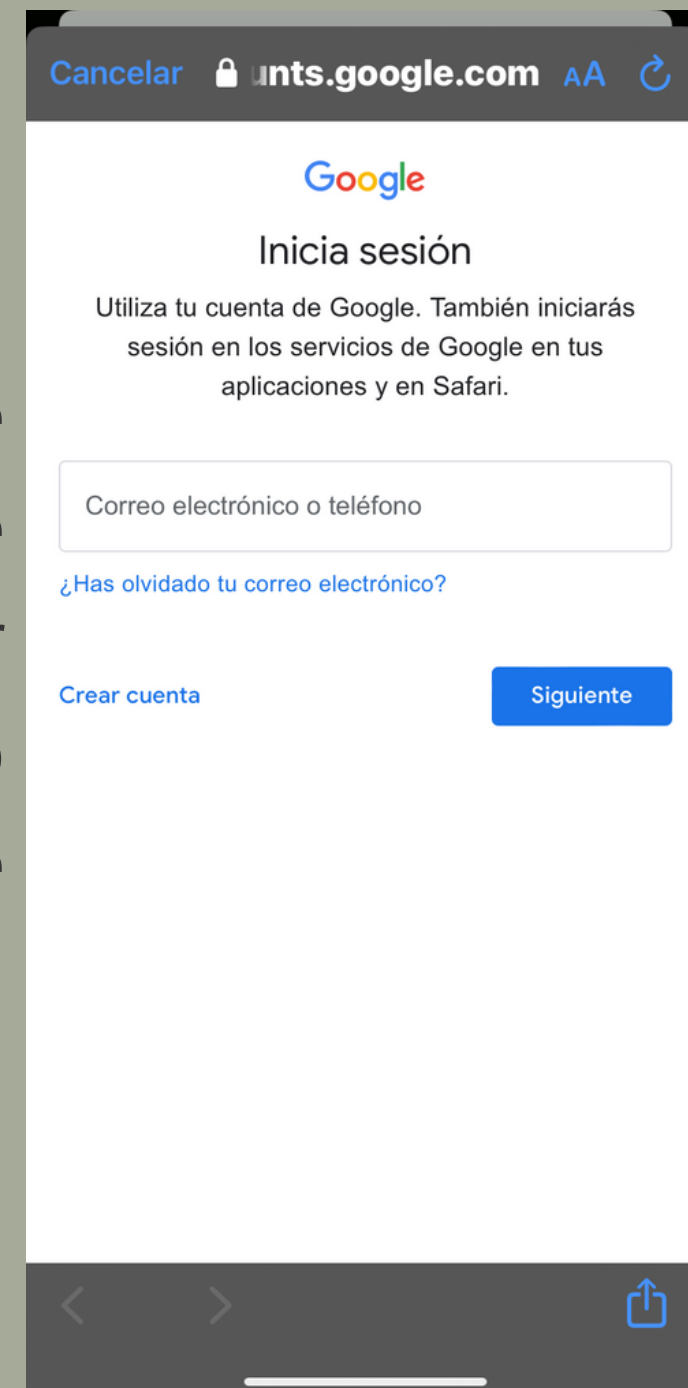 Cancelar unts.google.com AA
Google
Inicia sesión
Utiliza tu cuenta de Google. También iniciarás
sesión en los servicios de Google en tus
aplicaciones y en Safari.
Correo electrónico o teléfono
¿Has olvidado tu correo electrónico?
Crear cuenta Siguiente